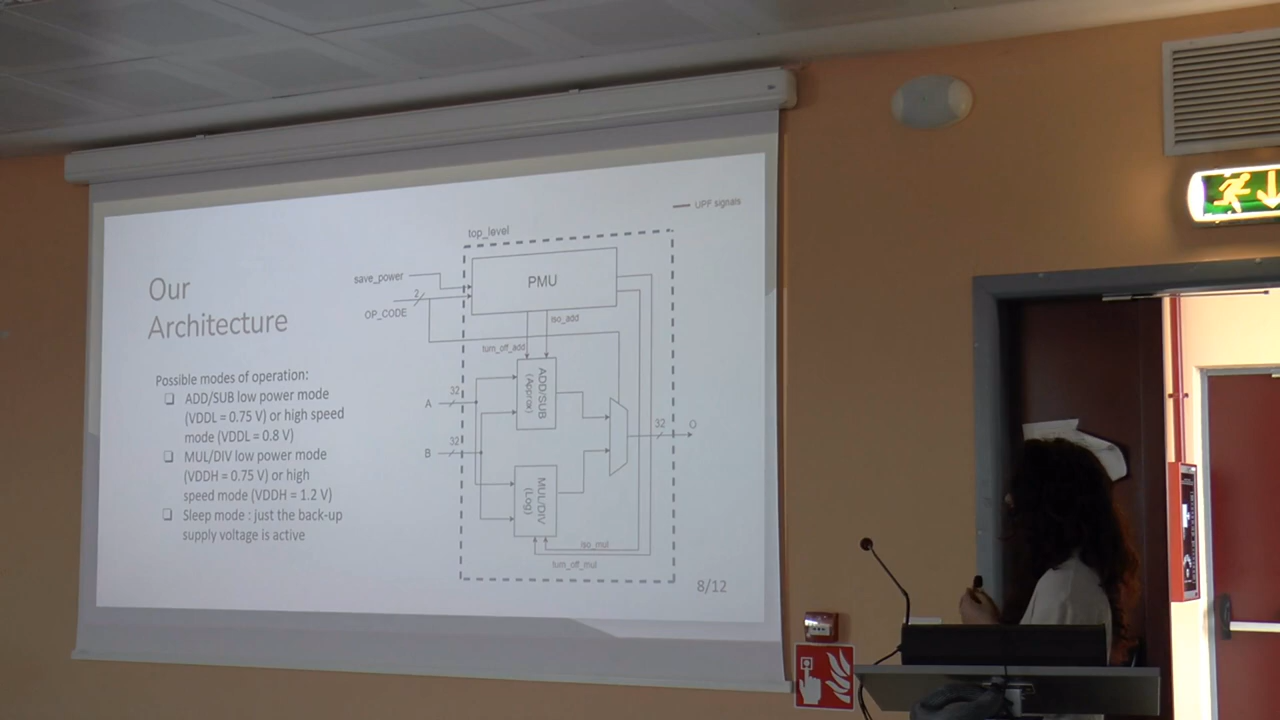 UPF signals
top_level
Our
Architecture
save_power
PMU
2
OP_CODE
iso_add
turn_off_add
Possible modes of operation:
❑ ADD/SUB low power mode
(VDDL = 0.75 V) or high speed
mode (VDDL = 0.8 V)
❑ MUL/DIV low power mode
(VDDH = 0.75 V) or high
speed mode (VDDH = 1.2 V)
❑ Sleep mode : just the back-up
supply voltage is active
32
A
ADD/SUB
(Approx)
32
B
32
O
MUL/DIV
(Log)
iso_mul
turn_off_mul
8/12